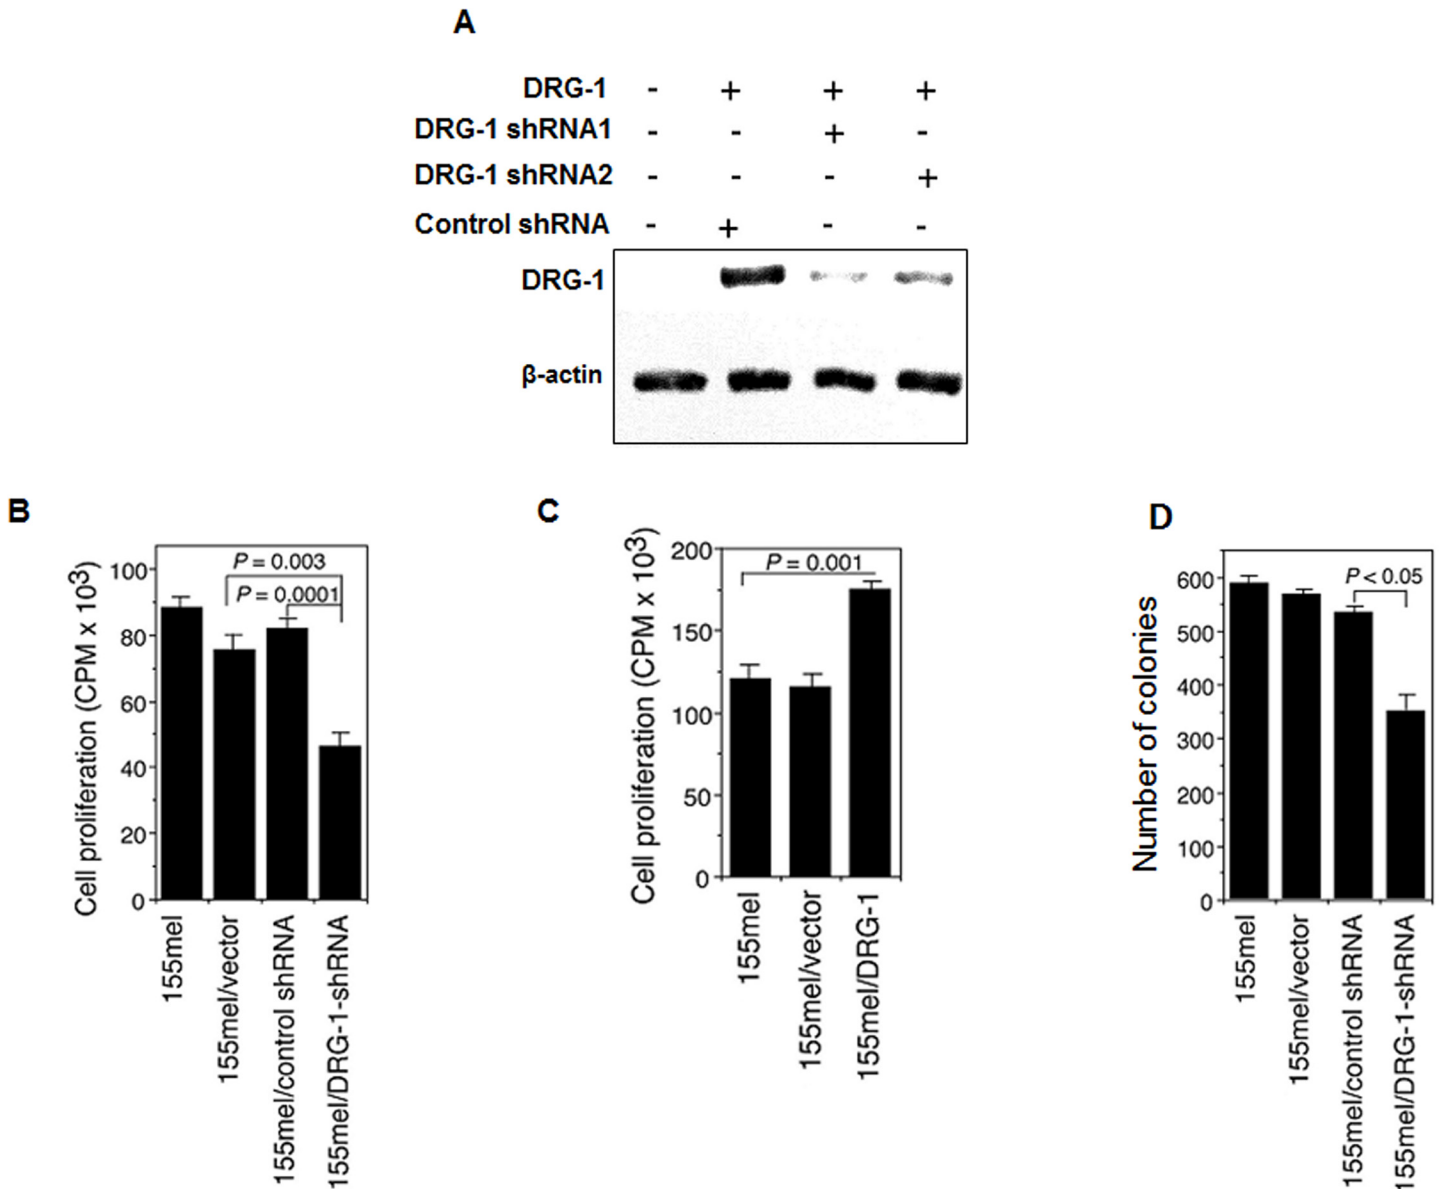 A
DRG-1 - + + +
DRG-1 shRNA1 - - + -
DRG-1 shRNA2 - - - +
Control shRNA - + - -
DRG-1
β-actin
B
Cell proliferation (CPM x 10³)
100
80
60
40
20
0
P = 0.003
P = 0.0001
155mel
155mel/vector
155mel/control shRNA
155mel/DRG-1-shRNA
C
Cell proliferation (CPM x 10³)
200
150
100
50
0
P = 0.001
155mel
155mel/vector
155mel/DRG-1
D
Number of colonies
600
500
400
300
200
100
0
P < 0.05
155mel
155mel/vector
155mel/control shRNA
155mel/DRG-1-shRNA